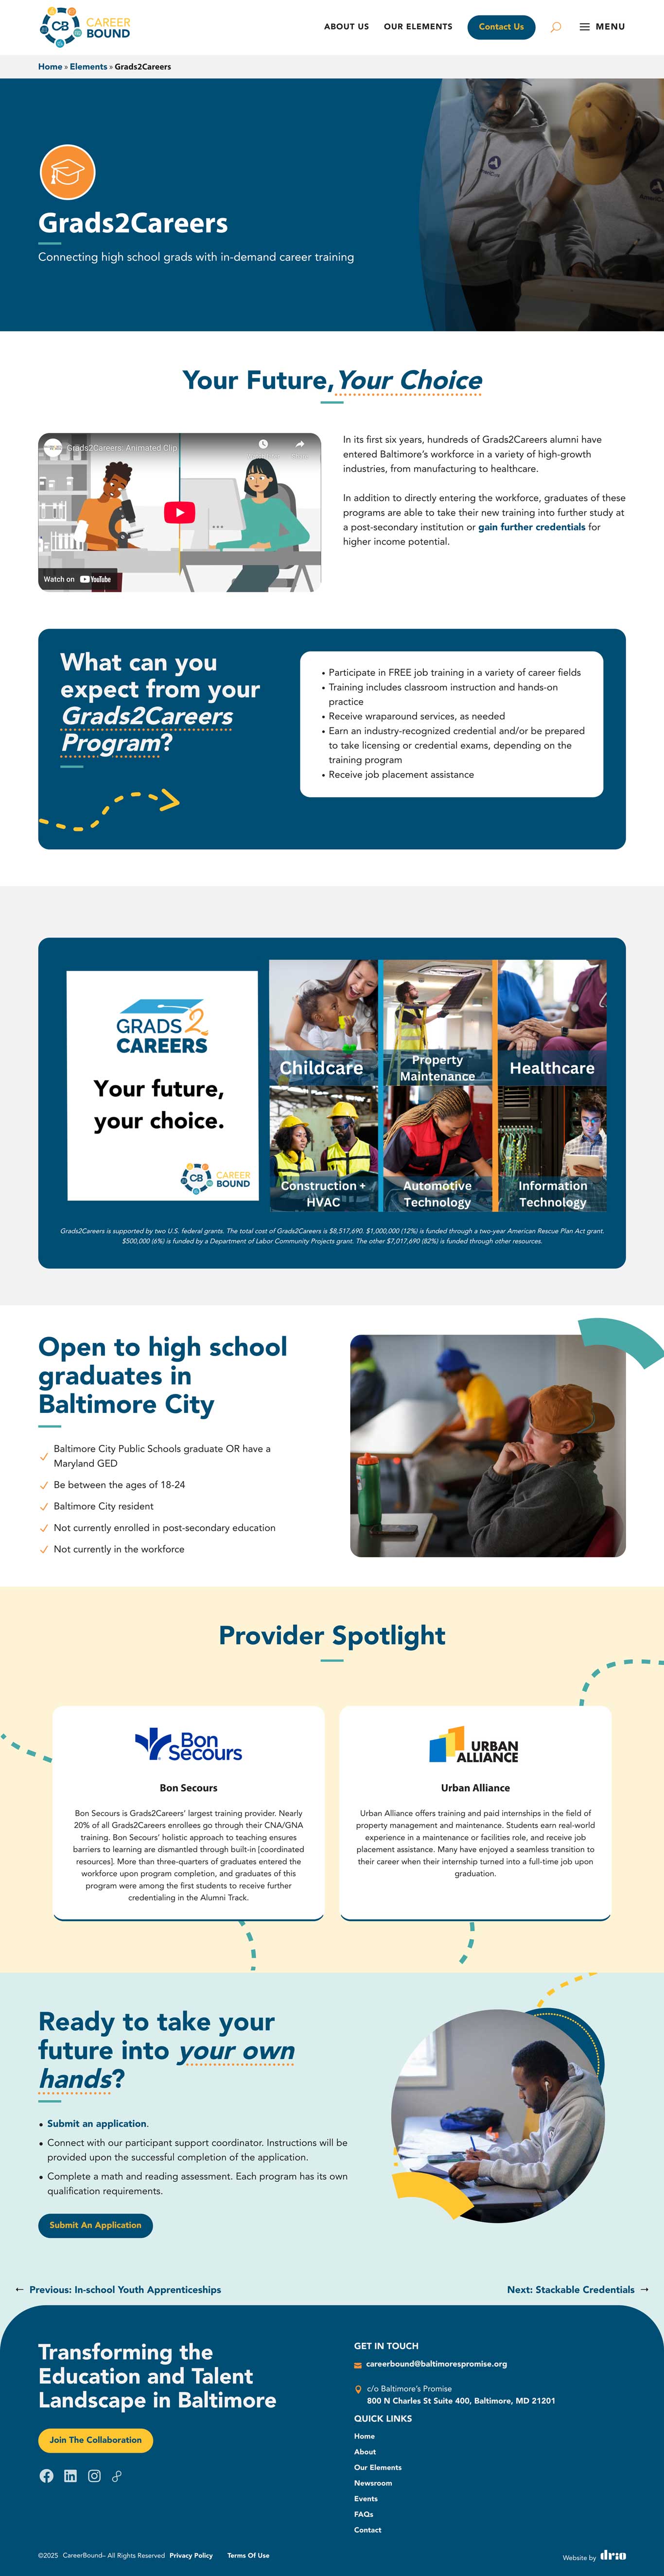 CB CAREER
BOUND
ABOUT US
OUR ELEMENTS
Contact Us
MENU
Home » Elements » Grads2Careers
Grads2Careers
Connecting high school grads with in-demand career training
Your Future, Your Choice
Grads2Careers: Animated Clip
Watch on YouTube
In its first six years, hundreds of Grads2Careers alumni have
entered Baltimore's workforce in a variety of high-growth
industries, from manufacturing to healthcare.
In addition to directly entering the workforce, graduates of these
programs are able to take their new training into further study at
a post-secondary institution or gain further credentials for
higher income potential.
What can you
expect from your
Grads2Careers
Program?
• Participate in FREE job training in a variety of career fields
• Training includes classroom instruction and hands-on
practice
• Receive wraparound services, as needed
• Earn an industry-recognized credential and/or be prepared
to take licensing or credential exams, depending on the
training program
• Receive job placement assistance
GRADS 2
CAREERS
Your future,
your choice.
CB CAREER
BOUND
Childcare
Property
Maintenance
Healthcare
Construction +
HVAC
Automotive
Technology
Information
Technology
Grads2Careers is supported by two U.S. federal grants. The total cost of Grads2Careers is $8,517,690. $1,000,000 (12%) is funded through a two-year American Rescue Plan Act grant.
$500,000 (6%) is funded by a Department of Labor Community Projects grant. The other $7,017,690 (82%) is funded through other resources.
Open to high school
graduates in
Baltimore City
Baltimore City Public Schools graduate OR have a
Maryland GED
Be between the ages of 18-24
Baltimore City resident
Not currently enrolled in post-secondary education
Not currently in the workforce
Provider Spotlight
Bon
Secours
Bon Secours
Bon Secours is Grads2Careers' largest training provider. Nearly
20% of all Grads2Careers enrollees go through their CNA/GNA
training. Bon Secours' holistic approach to teaching ensures
barriers to learning are dismantled through built-in [coordinated
resources]. More than three-quarters of graduates entered the
workforce upon program completion, and graduates of this
program were among the first students to receive further
credentialing in the Alumni Track.
URBAN
ALLIANCE
Urban Alliance
Urban Alliance offers training and paid internships in the field of
property management and maintenance. Students earn real-world
experience in a maintenance or facilities role, and receive job
placement assistance. Many have enjoyed a seamless transition to
their career when their internship turned into a full-time job upon
graduation.
Ready to take your
future into your own
hands?
• Submit an application.
• Connect with our participant support coordinator. Instructions will be
provided upon the successful completion of the application.
• Complete a math and reading assessment. Each program has its own
qualification requirements.
Submit An Application
← Previous: In-school Youth Apprenticeships
Next: Stackable Credentials →
Transforming the
Education and Talent
Landscape in Baltimore
Join The Collaboration
GET IN TOUCH
careerbound@baltimorespromise.org
c/o Baltimore's Promise
800 N Charles St Suite 400, Baltimore, MD 21201
QUICK LINKS
Home
About
Our Elements
Newsroom
Events
FAQs
Contact
©2025 CareerBound– All Rights Reserved Privacy Policy Terms Of Use
Website by drio